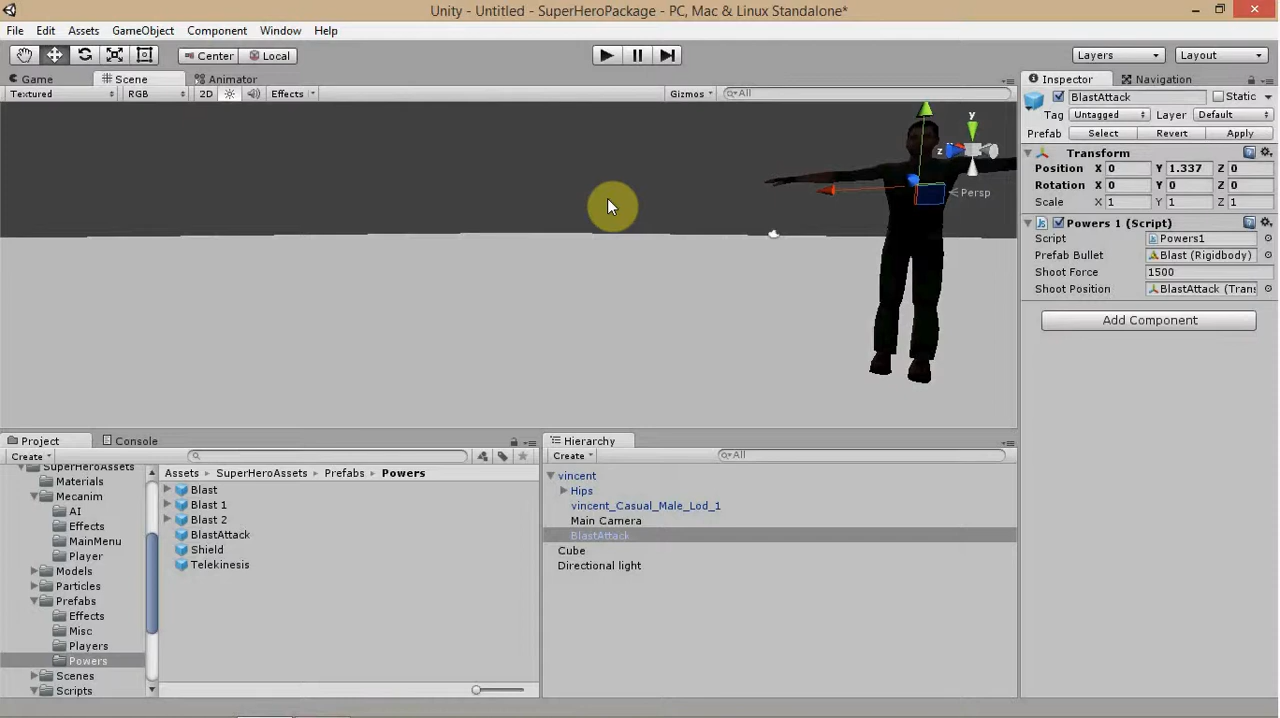 Unity - Untitled - SuperHeroPackage - PC, Mac & Linux Standalone*
File Edit Assets GameObject Component Window Help
Center Local Layers Layout
Game Scene Animator
Textured RGB 2D Effects Gizmos All
y
z
Persp
Inspector Navigation
BlastAttack Static
Tag Untagged Layer Default
Prefab Select Revert Apply
Transform
Position X 0 Y 1.337 Z 0
Rotation X 0 Y 0 Z 0
Scale X 1 Y 1 Z 1
Powers 1 (Script)
Script Powers1
Prefab Bullet Blast (Rigidbody)
Shoot Force 1500
Shoot Position BlastAttack (Trans
Add Component
Project Console
Create
SuperHeroAssets
Materials
Mecanim
AI
Effects
MainMenu
Player
Models
Particles
Prefabs
Effects
Misc
Players
Powers
Scenes
Scripts
Assets SuperHeroAssets Prefabs Powers
Blast
Blast 1
Blast 2
BlastAttack
Shield
Telekinesis
Hierarchy
Create All
vincent
Hips
vincent_Casual_Male_Lod_1
Main Camera
BlastAttack
Cube
Directional light